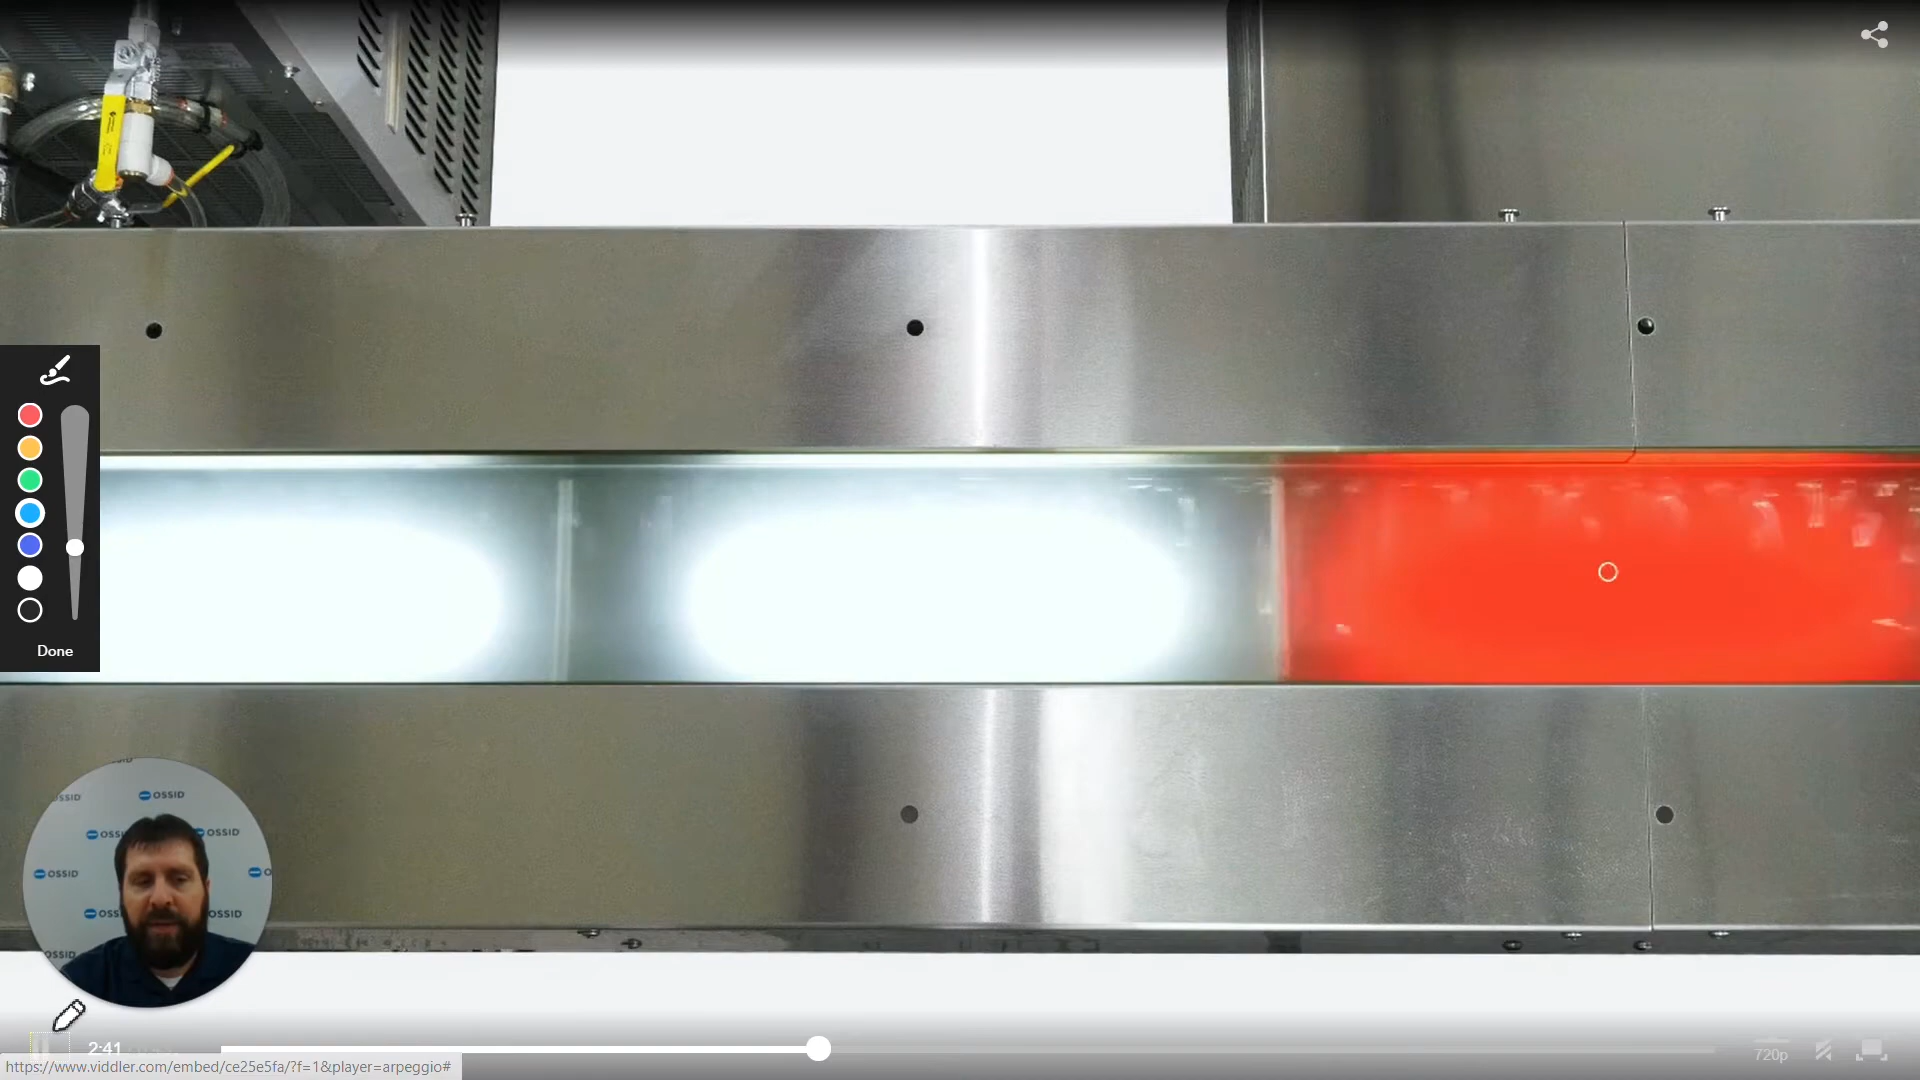 OSSID
OSSID
OSSID
OSSID
Done
2:41
720p
https://www.viddler.com/embed/ce25e5fa/?f=1&player=arpeggio#